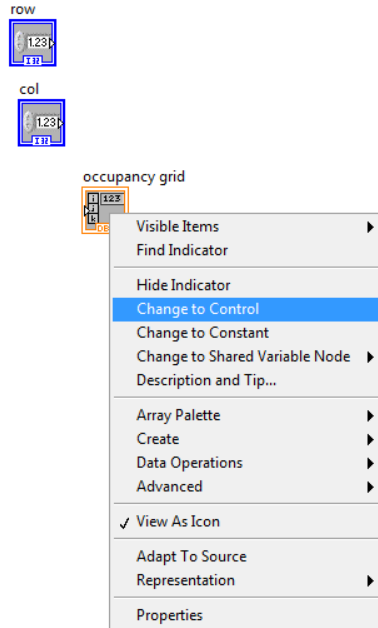 row
1.23
I32
col
1.23
I32
occupancy grid
i 123
j
k
DB
Visible Items
Find Indicator
Hide Indicator
Change to Control
Change to Constant
Change to Shared Variable Node
Description and Tip...
Array Palette
Create
Data Operations
Advanced
View As Icon
Adapt To Source
Representation
Properties